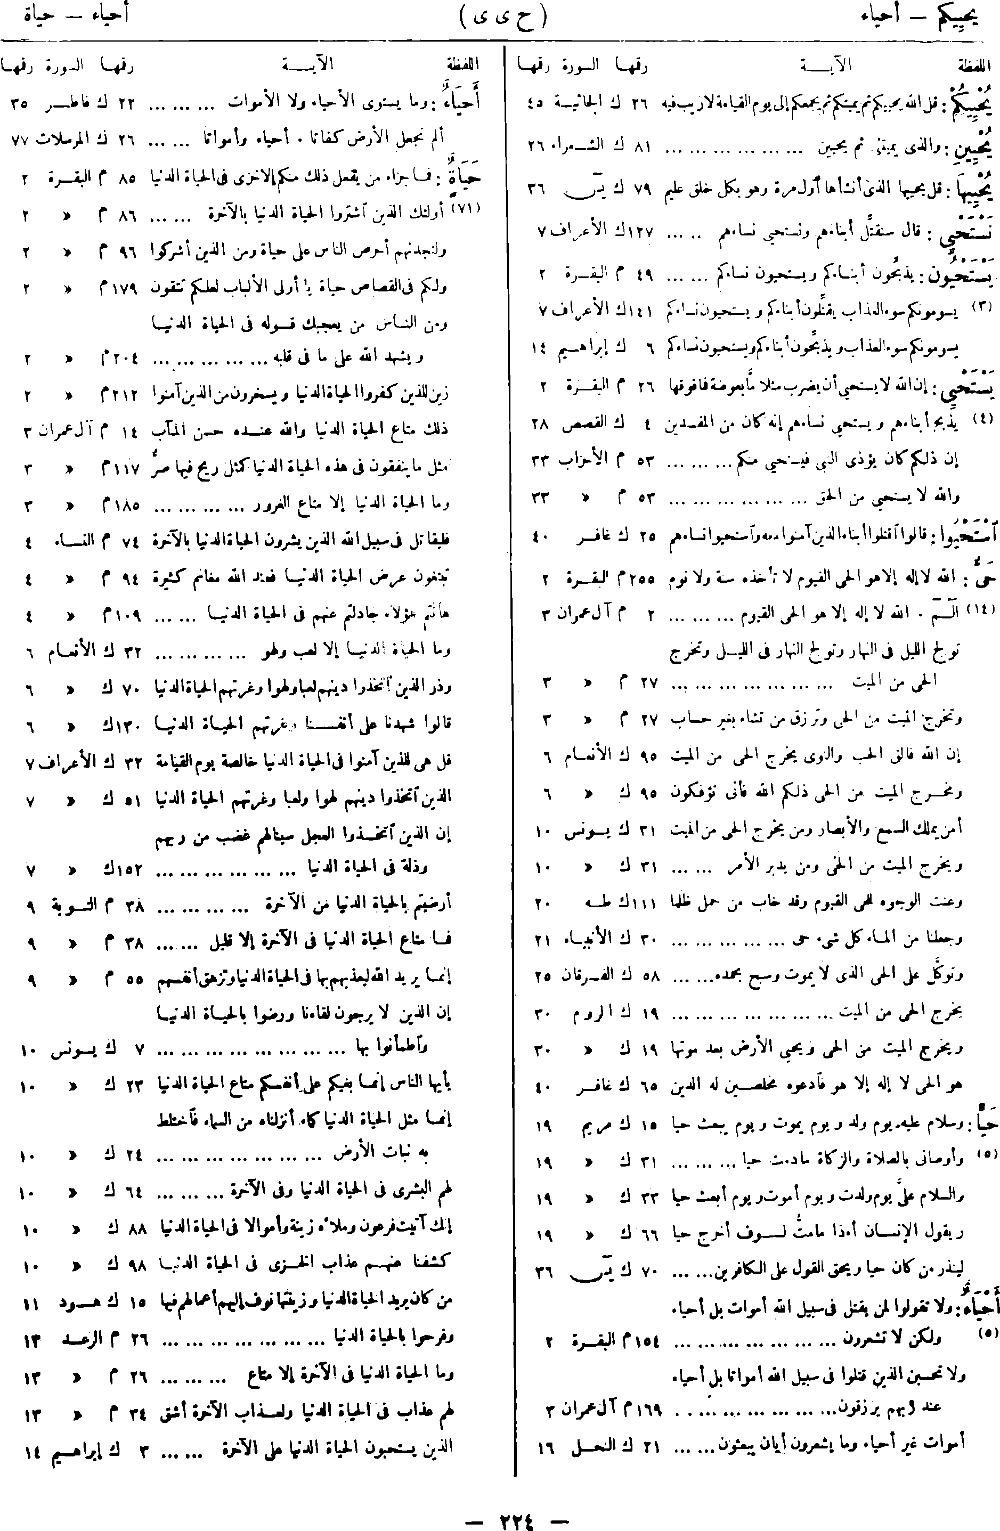 يحييكم – أحياء
(ح ى ى)
أحياء – حياة
اللفظة الآيــة رقمها السورة رقمها
يُحْيِيكُمْ : قل الله يحييكم ثم يميتكم ثم يجمعكم إلى يوم القيامة لا ريب فيه ٢٦ ك الجاثية ٤٥
يُحْيِينِ : والذى يميتنى ثم يحيين ... ... ... ... ... ... ٨١ ك الشعراء ٢٦
يُحْيِيهَا : قل يحييها الذى أنشأها أول مرة وهو بكل خلق عليم ٧٩ ك يسٓ ٣٦
نَسْتَحْيِي : قال سنقتّل أبناءهم ونستحيى نساءهم ... ... ١٢٧ك الأعراف ٧
يَسْتَحْيُون : يذبّحون أبناءكم ويستحيون نساءكم ... ... ٤٩ م البقرة ٢
(٣) يسومونكم سوء العذاب يقتّلون أبناءكم ويستحيون نساءكم ١٤١ك الأعراف ٧
يسومونكم سوء العذاب ويذبّحون أبناءكم ويستحيون نساءكم ٦ ك إبراهيم ١٤
يَسْتَحْيِي : إن الله لا يستحيى أن يضرب مثلا مّا بعوضة فما فوقها ٢٦ م البقرة ٢
(٤) يذبح أبناءهم ويستحيى نساءهم إنه كان من المفسدين ٤ ك القصص ٢٨
إن ذلكم كان يؤذى النبى فيستحيى منكم ... ... ... ٥٣ م الأحزاب ٣٣
والله لا يستحيى من الحق ... ... ... ... ... ... ٥٣ م » ٣٣
ٱسْتَحْيُوا : قالوا اقتلوا أبناء الذين آمنوا معه واستحيوا نساءهم ٢٥ ك غافر ٤٠
حَىّ : الله لا إله إلا هو الحى القيوم لا تأخذه سنة ولا نوم ٢٥٥م البقرة ٢
(١٤) الٓـمٓ ٠ الله لا إله إلا هو الحى القيوم ... ... ... ٢ م آل عمران ٣
تولج الليل فى النهار وتولج النهار فى الليل وتخرج
الحى من الميت ... ... ... ... ... ... ... ٢٧ م » ٣
وتخرج الميت من الحى وترزق من تشاء بغير حساب ٢٧ م » ٣
إن الله فالق الحب والنوى يخرج الحى من الميت ٩٥ ك الأنعام ٦
ومخرج الميت من الحى ذلكم الله فأنى تؤفكون ٩٥ ك » ٦
أمن يملك السمع والأبصار ومن يخرج الحى من الميت ٣١ ك يونس ١٠
ويخرج الميت من الحى ومن يدبر الأمر ... ... ٣١ ك » ١٠
وعنت الوجوه للحى القيوم وقد خاب من حمل ظلما ١١١ك طه ٢٠
وجعلنا من الماء كل شىء حى ... ... ... ... ... ٣٠ ك الأنبياء ٢١
وتوكّل على الحى الذى لا يموت وسبح بحمده... ... ... ٥٨ ك الفرقان ٢٥
يخرج الحى من الميت ... ... ... ... ... ... ... ١٩ ك الروم ٣٠
ويخرج الميت من الحى ويحيى الأرض بعد موتها ١٩ ك » ٣٠
هو الحى لا إله إلا هو فادعوه مخلصين له الدين ٦٥ ك غافر ٤٠
حَيًّا : وسلام عليه يوم ولد ويوم يموت ويوم يبعث حيا ١٥ ك مريم ١٩
(٥) وأوصانى بالصلاة والزكاة مادمت حيا ... ... ... ٣١ ك » ١٩
والسلام علىّ يوم ولدت ويوم أموت ويوم أبعث حيا ٣٣ ك » ١٩
ويقول الإنسان أءذا مامتُّ لسوف أخرج حيا ٦٦ ك » ١٩
لينذر من كان حيا ويحق القول على الكافرين... ... ... ٧٠ ك يسٓ ٣٦
أَحْيَاءٌ : ولا تقولوا لمن يقتل فى سبيل الله أموات بل أحياء
(٥) ولكن لا تشعرون ... ... ... ... ... ... ... ١٥٤م البقرة ٢
ولا تحسبن الذين قتلوا فى سبيل الله أمواتا بل أحياء
عند ربهم يرزقون... ... ... ... ... ... ... ١٦٩م آل عمران ٣
أموات غير أحياء وما يشعرون أيان يبعثون... ... ... ٢١ ك النحل ١٦
اللفظة الآيــة رقمها السورة رقمها
أَحْيَاءٌ : وما يستوى الأحياء ولا الأموات ... ... ... ٢٢ ك فاطر ٣٥
ألم نجعل الأرض كفاتا ٠ أحياء وأمواتا ... ... ٢٦ ك المرسلات ٧٧
حَيَاةٌ : فما جزاء من يفعل ذلك منكم إلا خزى فى الحياة الدنيا ٨٥ م البقرة ٢
(٧١) أولئك الذين اشتروا الحياة الدنيا بالآخرة ... ... ٨٦ م » ٢
ولتجدنهم أحرص الناس على حياة ومن الذين أشركوا ٩٦ م » ٢
ولكم فى القصاص حياة يا أولى الألباب لعلكم تتقون ١٧٩م » ٢
ومن الناس من يعجبك قوله فى الحياة الدنيا
ويشهد الله على ما فى قلبه ... ... ... ... ... ٢٠٤م » ٢
زين للذين كفروا الحياة الدنيا ويسخرون من الذين آمنوا ٢١٢م » ٢
ذلك متاع الحياة الدنيا والله عنده حسن المآب ١٤ م آل عمران ٣
مثل ما ينفقون فى هذه الحياة الدنيا كمثل ريح فيها صرٌّ ١١٧م » ٣
وما الحياة الدنيا إلا متاع الغرور ... ... ... ... ١٨٥م » ٣
فليقاتل فى سبيل الله الذين يشرون الحياة الدنيا بالآخرة ٧٤ م النساء ٤
تبتغون عرض الحياة الدنيا فعند الله مغانم كثيرة ٩٤ م » ٤
هأنتم هؤلاء جادلتم عنهم فى الحياة الدنيا ... ... ١٠٩م » ٤
وما الحياة الدنيا إلا لعب ولهو ... ... ... ... ٣٢ ك الأنعام ٦
وذر الذين اتخذوا دينهم لعبا ولهوا وغرتهم الحياة الدنيا ٧٠ ك » ٦
قالوا شهدنا على أنفسنا وغرتهم الحياة الدنيا ١٣٠ك » ٦
قل هى للذين آمنوا فى الحياة الدنيا خالصة يوم القيامة ٣٢ ك الأعراف ٧
الذين اتخذوا دينهم لهوا ولعبا وغرتهم الحياة الدنيا ٥١ ك » ٧
إن الذين اتخذوا العجل سينالهم غضب من ربهم
وذلة فى الحياة الدنيا ... ... ... ... ... ... ١٥٢ك » ٧
أرضيتم بالحياة الدنيا من الآخرة ... ... ... ... ٣٨ م التوبة ٩
فما متاع الحياة الدنيا فى الآخرة إلا قليل ... ... ٣٨ م » ٩
إنما يريد الله ليعذبهم بها فى الحياة الدنيا وتزهق أنفسهم ٥٥ م » ٩
إن الذين لا يرجون لقاءنا ورضوا بالحياة الدنيا
واطمأنوا بها ... ... ... ... ... ... ... ... ٧ ك يونس ١٠
يأيها الناس إنما بغيكم على أنفسكم متاع الحياة الدنيا ٢٣ ك » ١٠
إنما مثل الحياة الدنيا كماء أنزلناه من السماء فاختلط
به نبات الأرض ... ... ... ... ... ... ... ٢٤ ك » ١٠
لهم البشرى فى الحياة الدنيا وفى الآخرة ... ... ... ٦٤ ك » ١٠
إنك آتيت فرعون وملأه زينة وأموالا فى الحياة الدنيا ٨٨ ك » ١٠
كشفنا عنهم عذاب الخزى فى الحياة الدنيا ٩٨ ك » ١٠
من كان يريد الحياة الدنيا وزينتها نوف إليهم أعمالهم فيها ١٥ ك هود ١١
وفرحوا بالحياة الدنيا ... ... ... ... ... ... ٢٦ م الرعد ١٣
وما الحياة الدنيا فى الآخرة إلا متاع ... ... ... ٢٦ م » ١٣
لهم عذاب فى الحياة الدنيا ولعذاب الآخرة أشق ٣٤ م » ١٣
الذين يستحبون الحياة الدنيا على الآخرة ... ... ٣ ك إبراهيم ١٤
– ٢٢٤ –